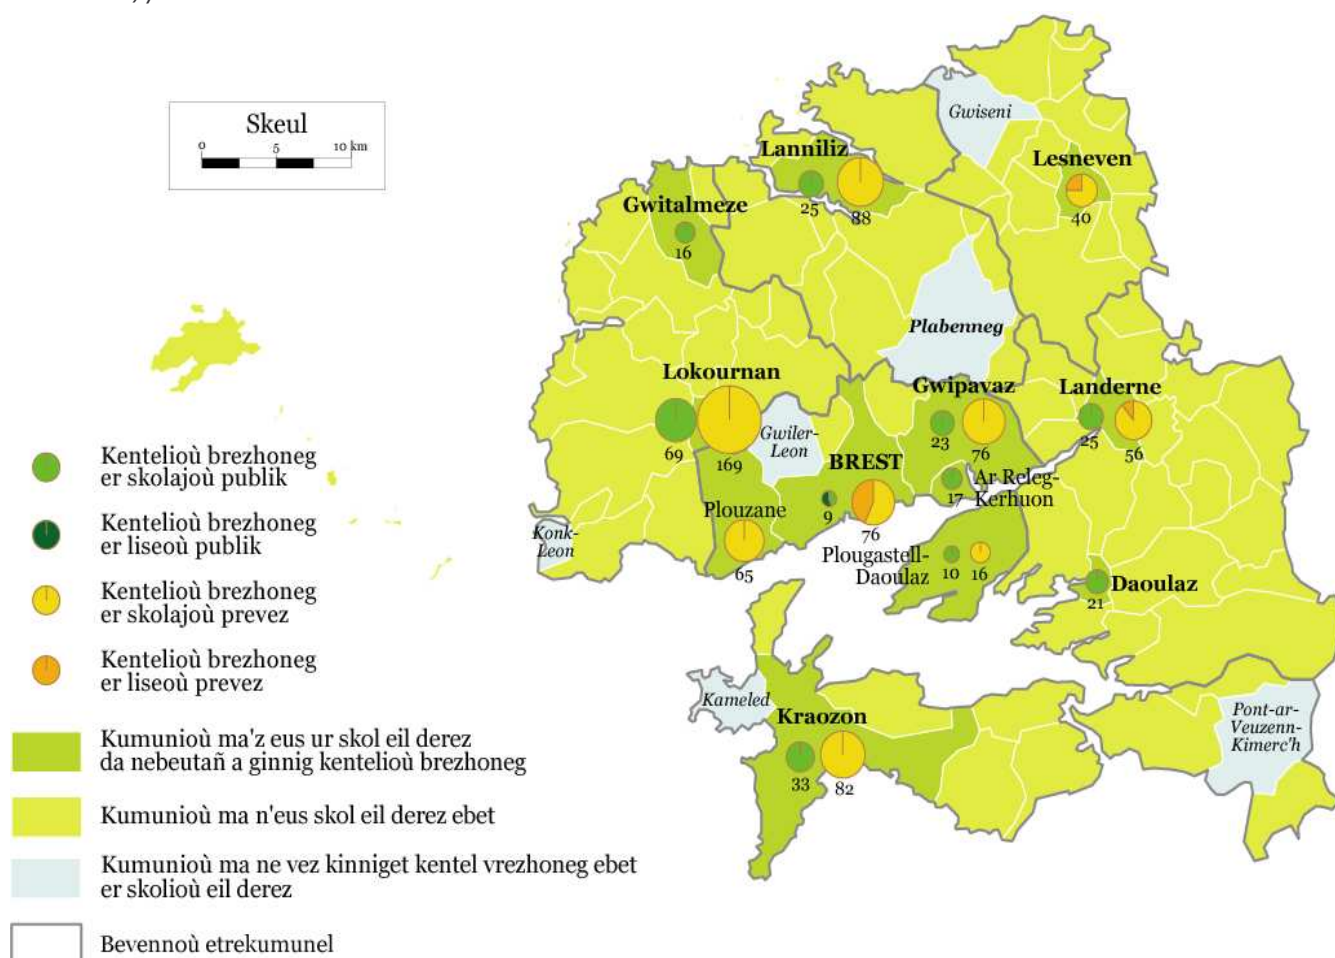 Skeul
0 5 10 km
Gwiseni
Lanniliz
25
88
Lesneven
40
Gwitalmeze
16
Plabenneg
Lokournan
69
169
Gwiler-
Leon
Gwipavaz
23
76
Landerne
25
56
BREST
9
76
Ar Releg-
Kerhuon
17
Plouzane
65
Konk-
Leon
Plougastell-
Daoulaz
10
16
Daoulaz
21
Kameled
Kraozon
33
82
Pont-ar-
Veuzenn-
Kimerc'h
Kentelioù brezhoneg
er skolajoù publik
Kentelioù brezhoneg
er liseoù publik
Kentelioù brezhoneg
er skolajoù prevez
Kentelioù brezhoneg
er liseoù prevez
Kumunioù ma'z eus ur skol eil derez
da nebeutañ a ginnig kentelioù brezhoneg
Kumunioù ma n'eus skol eil derez ebet
Kumunioù ma ne vez kinniget kentel vrezhoneg ebet
er skolioù eil derez
Bevennoù etrekumunel